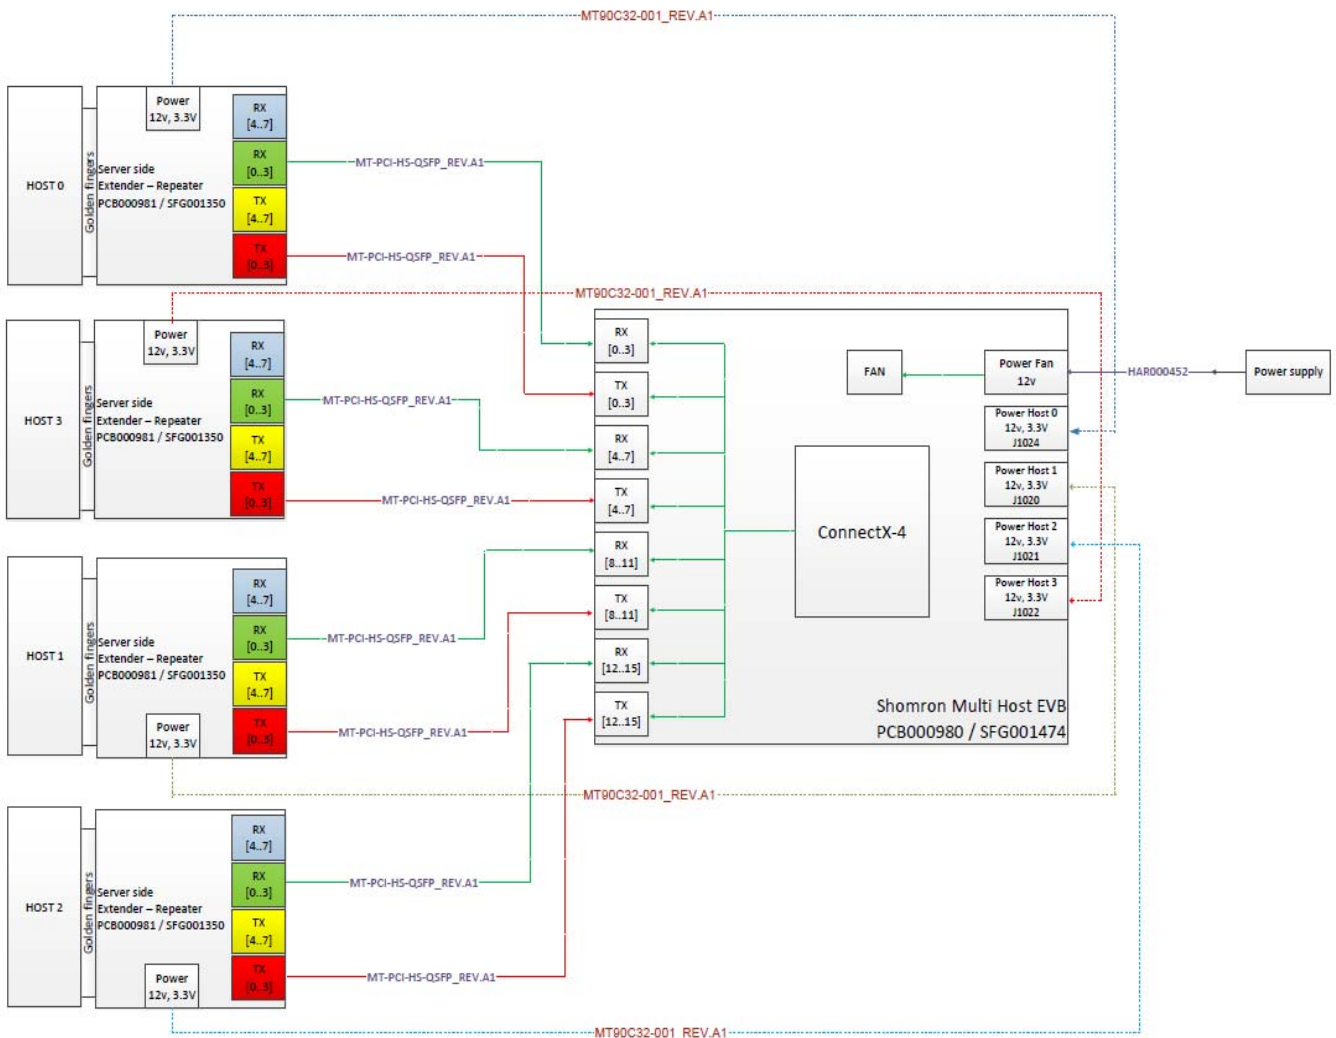 MT90C32-001_REV.A1
HOST 0
Golden fingers
Power
12v, 3.3V
Server side
Extender – Repeater
PCB000981 / SFG001350
RX
[4..7]
RX
[0..3]
TX
[4..7]
TX
[0..3]
MT-PCI-HS-QSFP_REV.A1
MT-PCI-HS-QSFP_REV.A1
MT90C32-001_REV.A1
HOST 3
Golden fingers
Power
12v, 3.3V
Server side
Extender – Repeater
PCB000981 / SFG001350
RX
[4..7]
RX
[0..3]
TX
[4..7]
TX
[0..3]
MT-PCI-HS-QSFP_REV.A1
MT-PCI-HS-QSFP_REV.A1
HOST 1
Golden fingers
Server side
Extender – Repeater
PCB000981 / SFG001350
Power
12v, 3.3V
RX
[4..7]
RX
[0..3]
TX
[4..7]
TX
[0..3]
MT-PCI-HS-QSFP_REV.A1
MT-PCI-HS-QSFP_REV.A1
MT90C32-001_REV.A1
HOST 2
Golden fingers
Server side
Extender – Repeater
PCB000981 / SFG001350
Power
12v, 3.3V
RX
[4..7]
RX
[0..3]
TX
[4..7]
TX
[0..3]
MT-PCI-HS-QSFP_REV.A1
MT-PCI-HS-QSFP_REV.A1
MT90C32-001_REV.A1
RX
[0..3]
TX
[0..3]
RX
[4..7]
TX
[4..7]
RX
[8..11]
TX
[8..11]
RX
[12..15]
TX
[12..15]
FAN
ConnectX-4
Power Fan
12v
Power Host 0
12v, 3.3V
J1024
Power Host 1
12v, 3.3V
J1020
Power Host 2
12v, 3.3V
J1021
Power Host 3
12v, 3.3V
J1022
Shomron Multi Host EVB
PCB000980 / SFG001474
HAR000452
Power supply